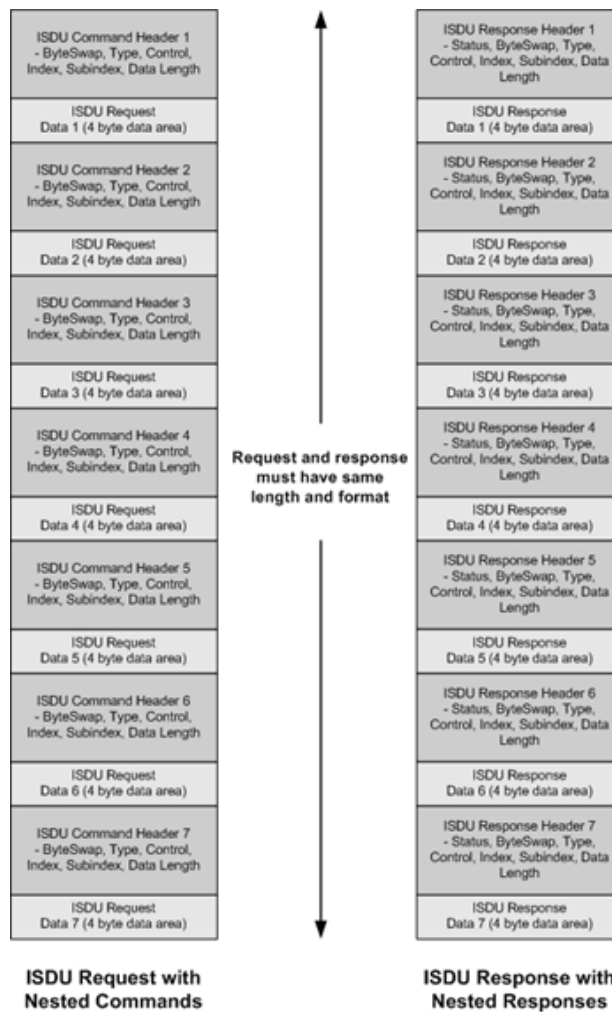 ISDU Command Header 1
- ByteSwap, Type, Control,
Index, Subindex, Data Length
ISDU Request
Data 1 (4 byte data area)
ISDU Command Header 2
- ByteSwap, Type, Control,
Index, Subindex, Data Length
ISDU Request
Data 2 (4 byte data area)
ISDU Command Header 3
- ByteSwap, Type, Control,
Index, Subindex, Data Length
ISDU Request
Data 3 (4 byte data area)
ISDU Command Header 4
- ByteSwap, Type, Control,
Index, Subindex, Data Length
ISDU Request
Data 4 (4 byte data area)
ISDU Command Header 5
- ByteSwap, Type, Control,
Index, Subindex, Data Length
ISDU Request
Data 5 (4 byte data area)
ISDU Command Header 6
- ByteSwap, Type, Control,
Index, Subindex, Data Length
ISDU Request
Data 6 (4 byte data area)
ISDU Command Header 7
- ByteSwap, Type, Control,
Index, Subindex, Data Length
ISDU Request
Data 7 (4 byte data area)
ISDU Request with
Nested Commands
Request and response
must have same
length and format
ISDU Response Header 1
- Status, ByteSwap, Type,
Control, Index, Subindex, Data
Length
ISDU Response
Data 1 (4 byte data area)
ISDU Response Header 2
- Status, ByteSwap, Type,
Control, Index, Subindex, Data
Length
ISDU Response
Data 2 (4 byte data area)
ISDU Response Header 3
- Status, ByteSwap, Type,
Control, Index, Subindex, Data
Length
ISDU Response
Data 3 (4 byte data area)
ISDU Response Header 4
- Status, ByteSwap, Type,
Control, Index, Subindex, Data
Length
ISDU Response
Data 4 (4 byte data area)
ISDU Response Header 5
- Status, ByteSwap, Type,
Control, Index, Subindex, Data
Length
ISDU Response
Data 5 (4 byte data area)
ISDU Response Header 6
- Status, ByteSwap, Type,
Control, Index, Subindex, Data
Length
ISDU Response
Data 6 (4 byte data area)
ISDU Response Header 7
- Status, ByteSwap, Type,
Control, Index, Subindex, Data
Length
ISDU Response
Data 7 (4 byte data area)
ISDU Response with
Nested Responses